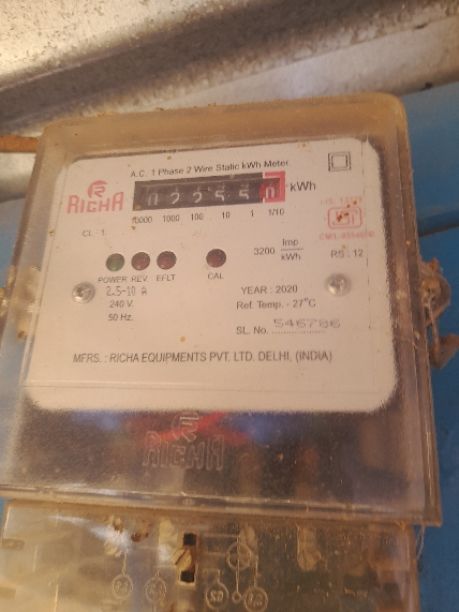 A.C. 1 Phase 2 Wire Static kWh Meter.
RICHA
022550 kWh
10000 1000 100 10 1 1/10
CL. 1.
3200 Imp/kWh
RS : 12
POWER REV. EFLT CAL
2.5-10 A
240 V.
50 Hz.
YEAR : 2020
Ref. Temp. - 27°C
SL. No. 546786
MFRS. : RICHA EQUIPMENTS PVT. LTD. DELHI, (INDIA)
RICHA